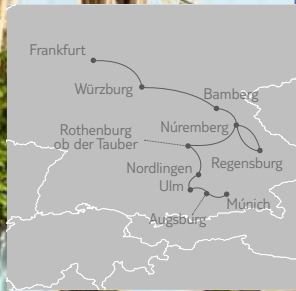 Frankfurt
Würzburg
Bamberg
Núremberg
Rothenburg
ob der Tauber
Regensburg
Nordlingen
Ulm
Múnich
Augsburg